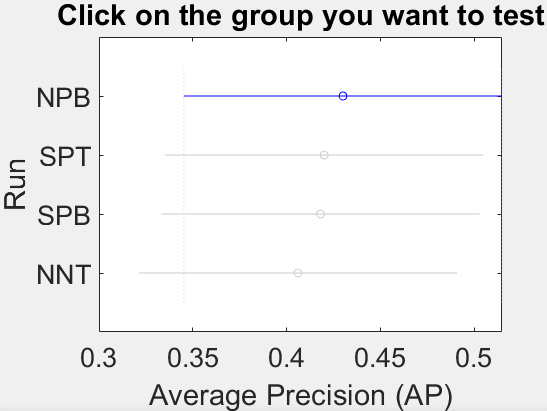 Click on the group you want to test
NPB
SPT
SPB
NNT
Run
0.3 0.35 0.4 0.45 0.5
Average Precision (AP)